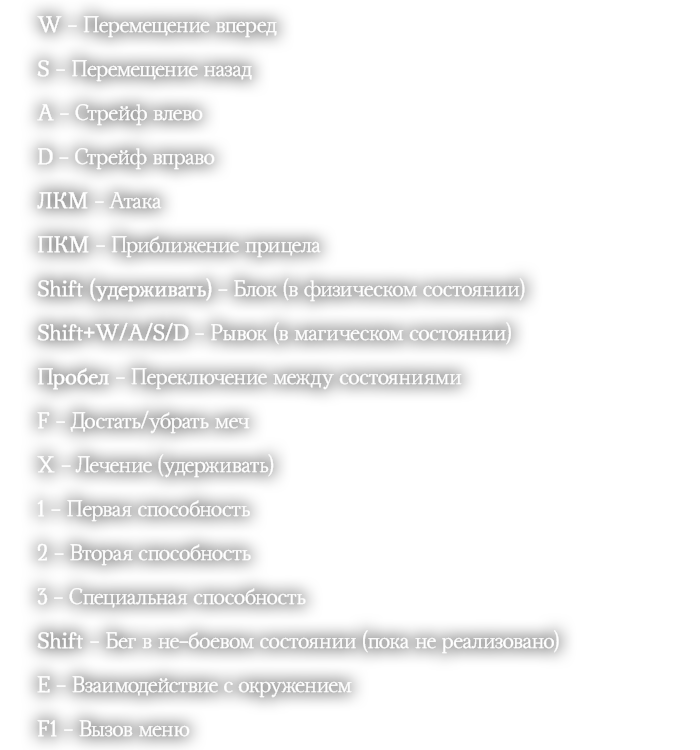 W – Перемещение вперед
S – Перемещение назад
A – Стрейф влево
D – Стрейф вправо
ЛКМ – Атака
ПКМ – Приближение прицела
Shift (удерживать) – Блок (в физическом состоянии)
Shift+W/A/S/D – Рывок (в магическом состоянии)
Пробел – Переключение между состояниями
F – Достать/убрать меч
X – Лечение (удерживать)
1 – Первая способность
2 – Вторая способность
3 – Специальная способность
Shift – Бег в не-боевом состоянии (пока не реализовано)
E – Взаимодействие с окружением
F1 – Вызов меню